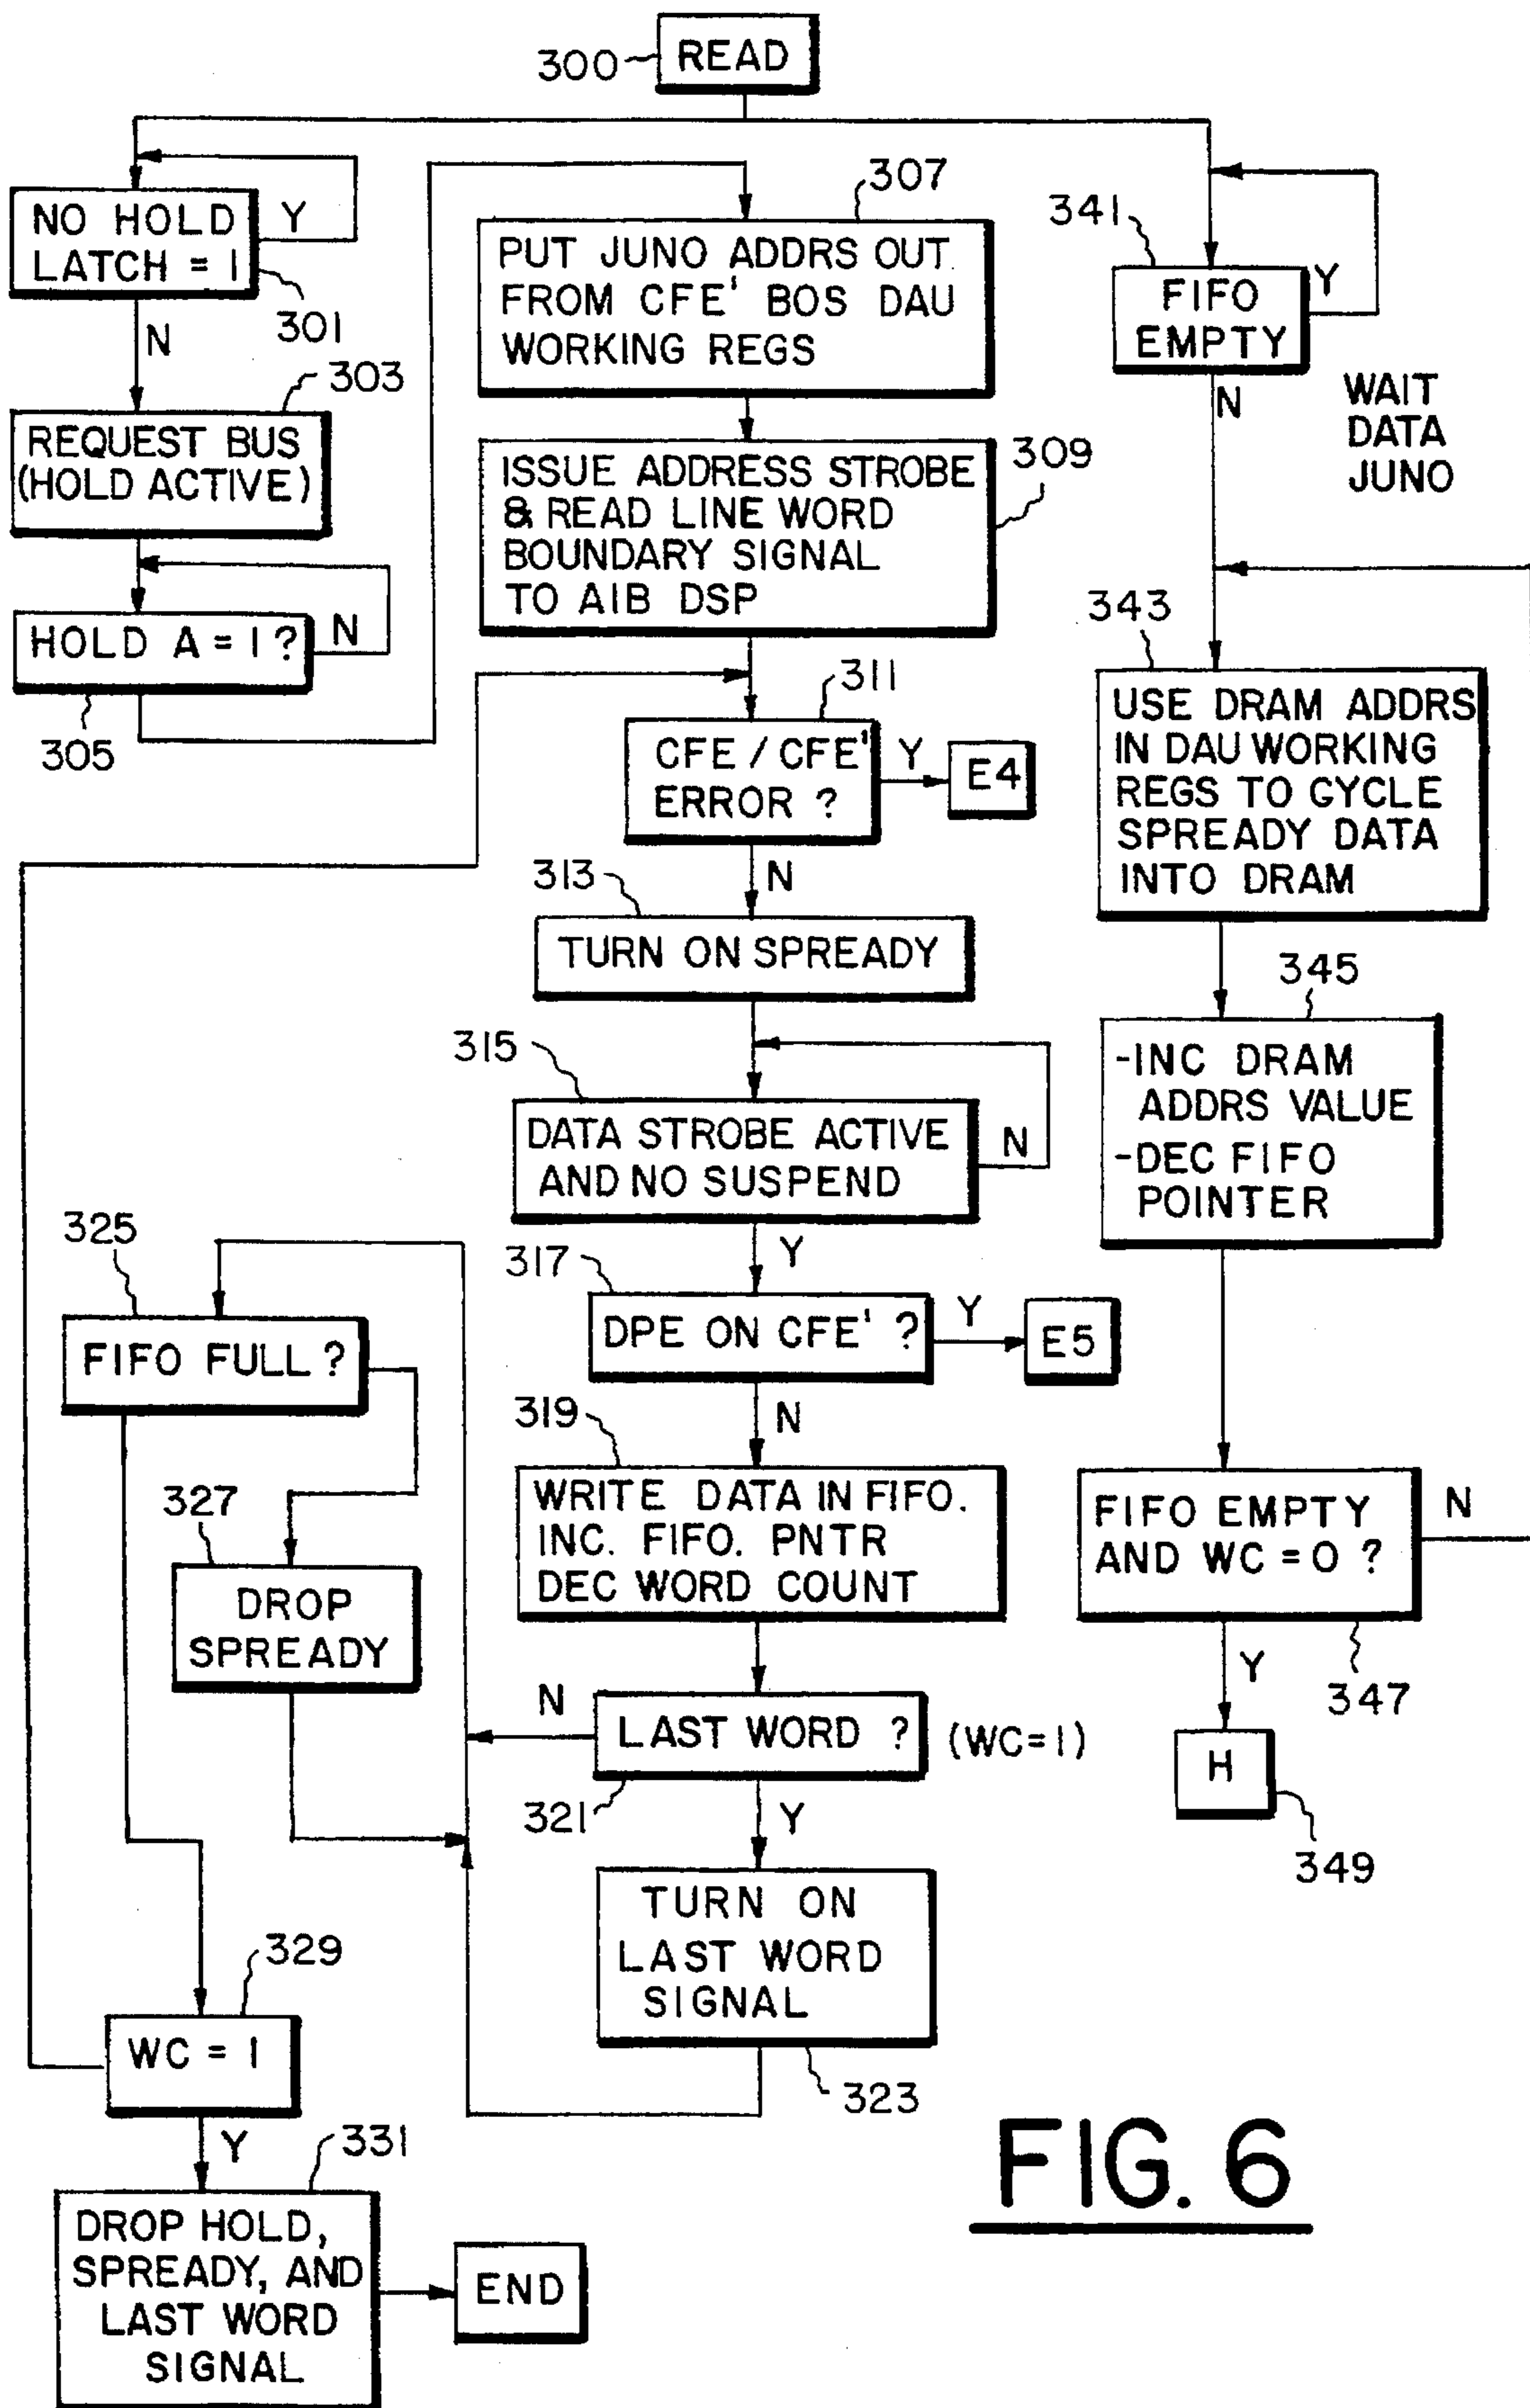 300
READ
NO HOLD
LATCH = 1
Y
301
N
303
REQUEST BUS
(HOLD ACTIVE)
HOLD A = 1 ?
N
305
307
PUT JUNO ADDRS OUT
FROM CFE' BOS DAU
WORKING REGS
ISSUE ADDRESS STROBE
& READ LINE WORD
BOUNDARY SIGNAL
TO AIB DSP
309
311
CFE / CFE'
ERROR ?
Y
E4
N
313
TURN ON SPREADY
315
DATA STROBE ACTIVE
AND NO SUSPEND
N
Y
317
DPE ON CFE' ?
Y
E5
N
319
WRITE DATA IN FIFO.
INC. FIFO. PNTR
DEC WORD COUNT
N
LAST WORD ?
(WC=1)
321
Y
TURN ON
LAST WORD
SIGNAL
323
325
FIFO FULL ?
327
DROP
SPREADY
329
WC = 1
Y
331
DROP HOLD,
SPREADY, AND
LAST WORD
SIGNAL
END
341
FIFO
EMPTY
Y
N
WAIT
DATA
JUNO
343
USE DRAM ADDRS
IN DAU WORKING
REGS TO CYCLE
SPREADY DATA
INTO DRAM
345
-INC DRAM
ADDRS VALUE
-DEC FIFO
POINTER
FIFO EMPTY
AND WC = 0 ?
N
347
Y
H
349
FIG. 6